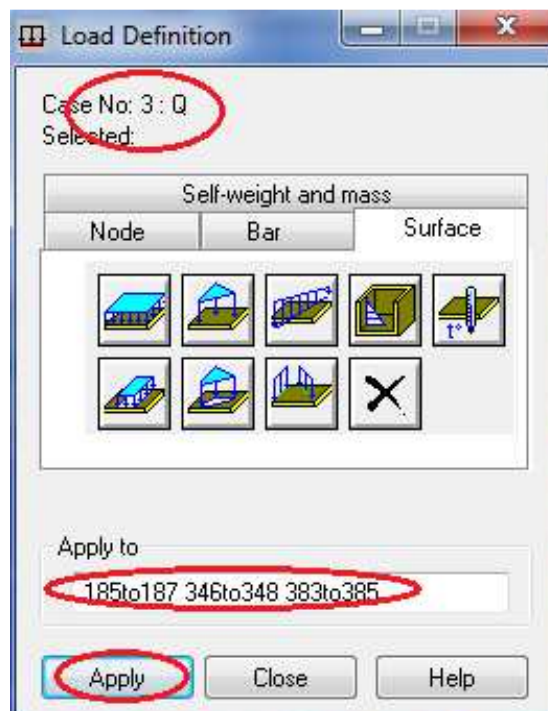 Load Definition
Case No: 3 : Q
Selected:
Self-weight and mass
Node Bar Surface
t°
Apply to
185to187 346to348 383to385
Apply Close Help